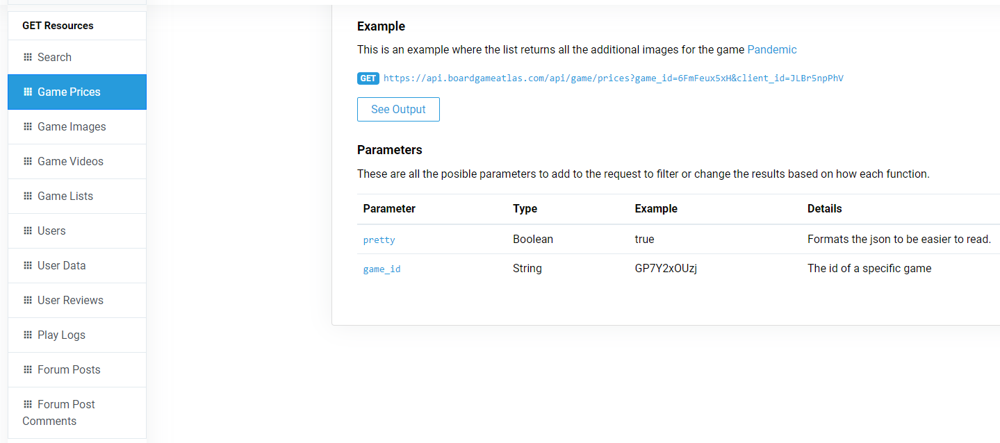 GET Resources
Search
Game Prices
Game Images
Game Videos
Game Lists
Users
User Data
User Reviews
Play Logs
Forum Posts
Forum Post
Comments
Example
This is an example where the list returns all the additional images for the game Pandemic
GET https://api.boardgameatlas.com/api/game/prices?game_id=6FmFeux5xH&client_id=JLBr5npPhV
See Output
Parameters
These are all the posible parameters to add to the request to filter or change the results based on how each function.
Parameter Type Example Details
pretty Boolean true Formats the json to be easier to read.
game_id String GP7Y2xOUzj The id of a specific game